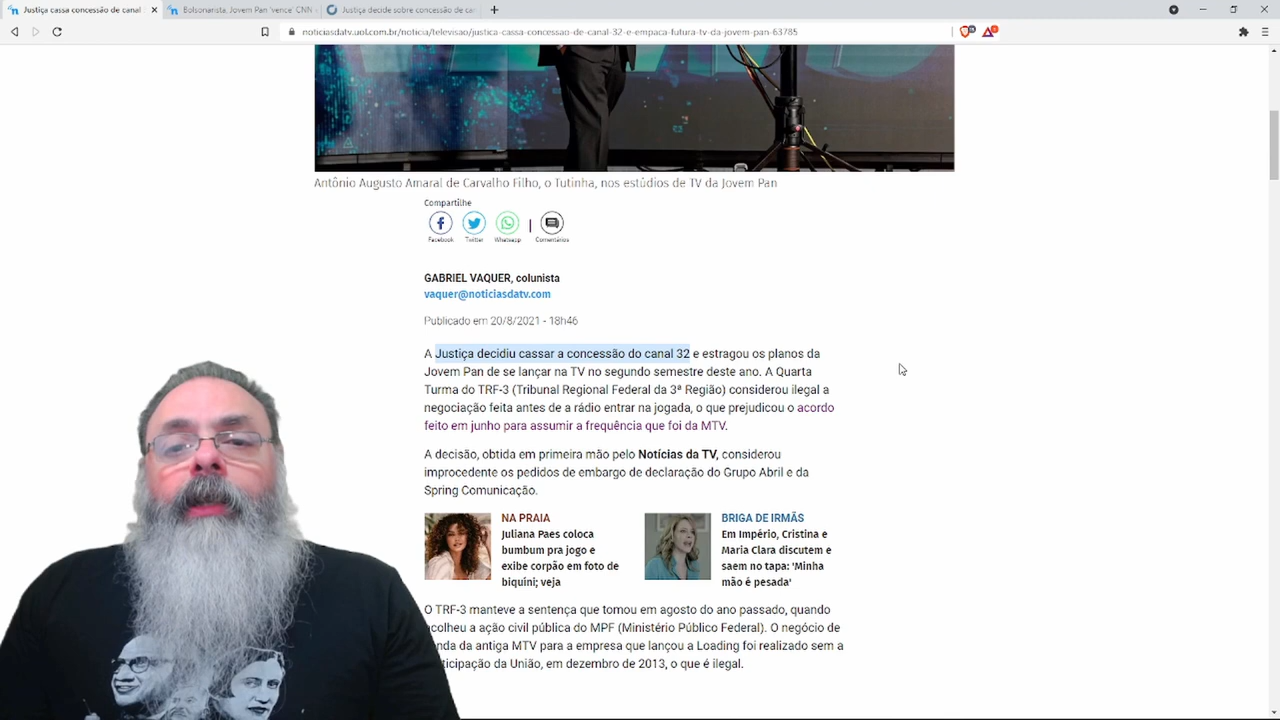 Justiça cassa concessão de canal
Bolsonarista, Jovem Pan 'vence' CNN
Justiça decide sobre concessão de car
noticiasdatv.uol.com.br/noticia/televisao/justica-cassa-concessao-de-canal-32-e-empaca-futura-tv-da-jovem-pan-63785
Antônio Augusto Amaral de Carvalho Filho, o Tutinha, nos estúdios de TV da Jovem Pan
Compartilhe
Facebook Twitter Whatsapp Comentários
GABRIEL VAQUER, colunista
vaquer@noticiasdatv.com
Publicado em 20/8/2021 - 18h46
A Justiça decidiu cassar a concessão do canal 32 e estragou os planos da
Jovem Pan de se lançar na TV no segundo semestre deste ano. A Quarta
Turma do TRF-3 (Tribunal Regional Federal da 3ª Região) considerou ilegal a
negociação feita antes de a rádio entrar na jogada, o que prejudicou o acordo
feito em junho para assumir a frequência que foi da MTV.
A decisão, obtida em primeira mão pelo Notícias da TV, considerou
improcedente os pedidos de embargo de declaração do Grupo Abril e da
Spring Comunicação.
NA PRAIA
Juliana Paes coloca
bumbum pra jogo e
exibe corpão em foto de
biquíni; veja
BRIGA DE IRMÃS
Em Império, Cristina e
Maria Clara discutem e
saem no tapa: 'Minha
mão é pesada'
O TRF-3 manteve a sentença que tomou em agosto do ano passado, quando
acolheu a ação civil pública do MPF (Ministério Público Federal). O negócio de
nda da antiga MTV para a empresa que lançou a Loading foi realizado sem a
ticipação da União, em dezembro de 2013, o que é ilegal.